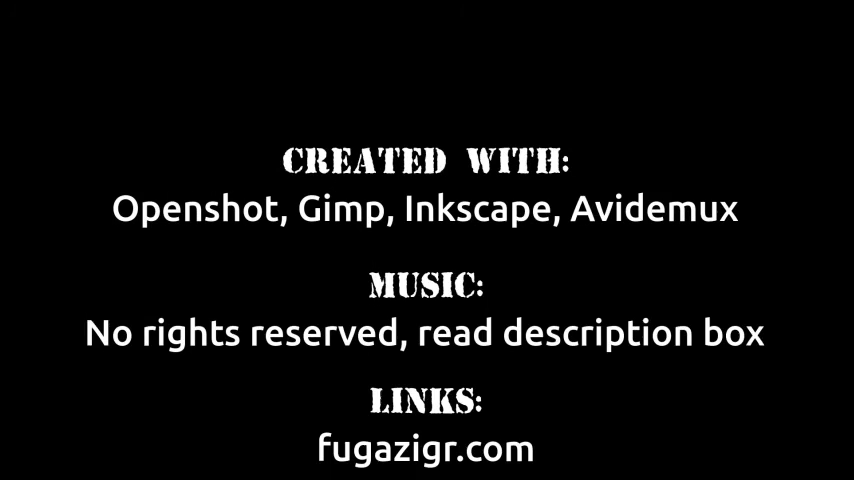 CREATED WITH:
Openshot, Gimp, Inkscape, Avidemux
MUSIC:
No rights reserved, read description box
LINKS:
fugazigr.com